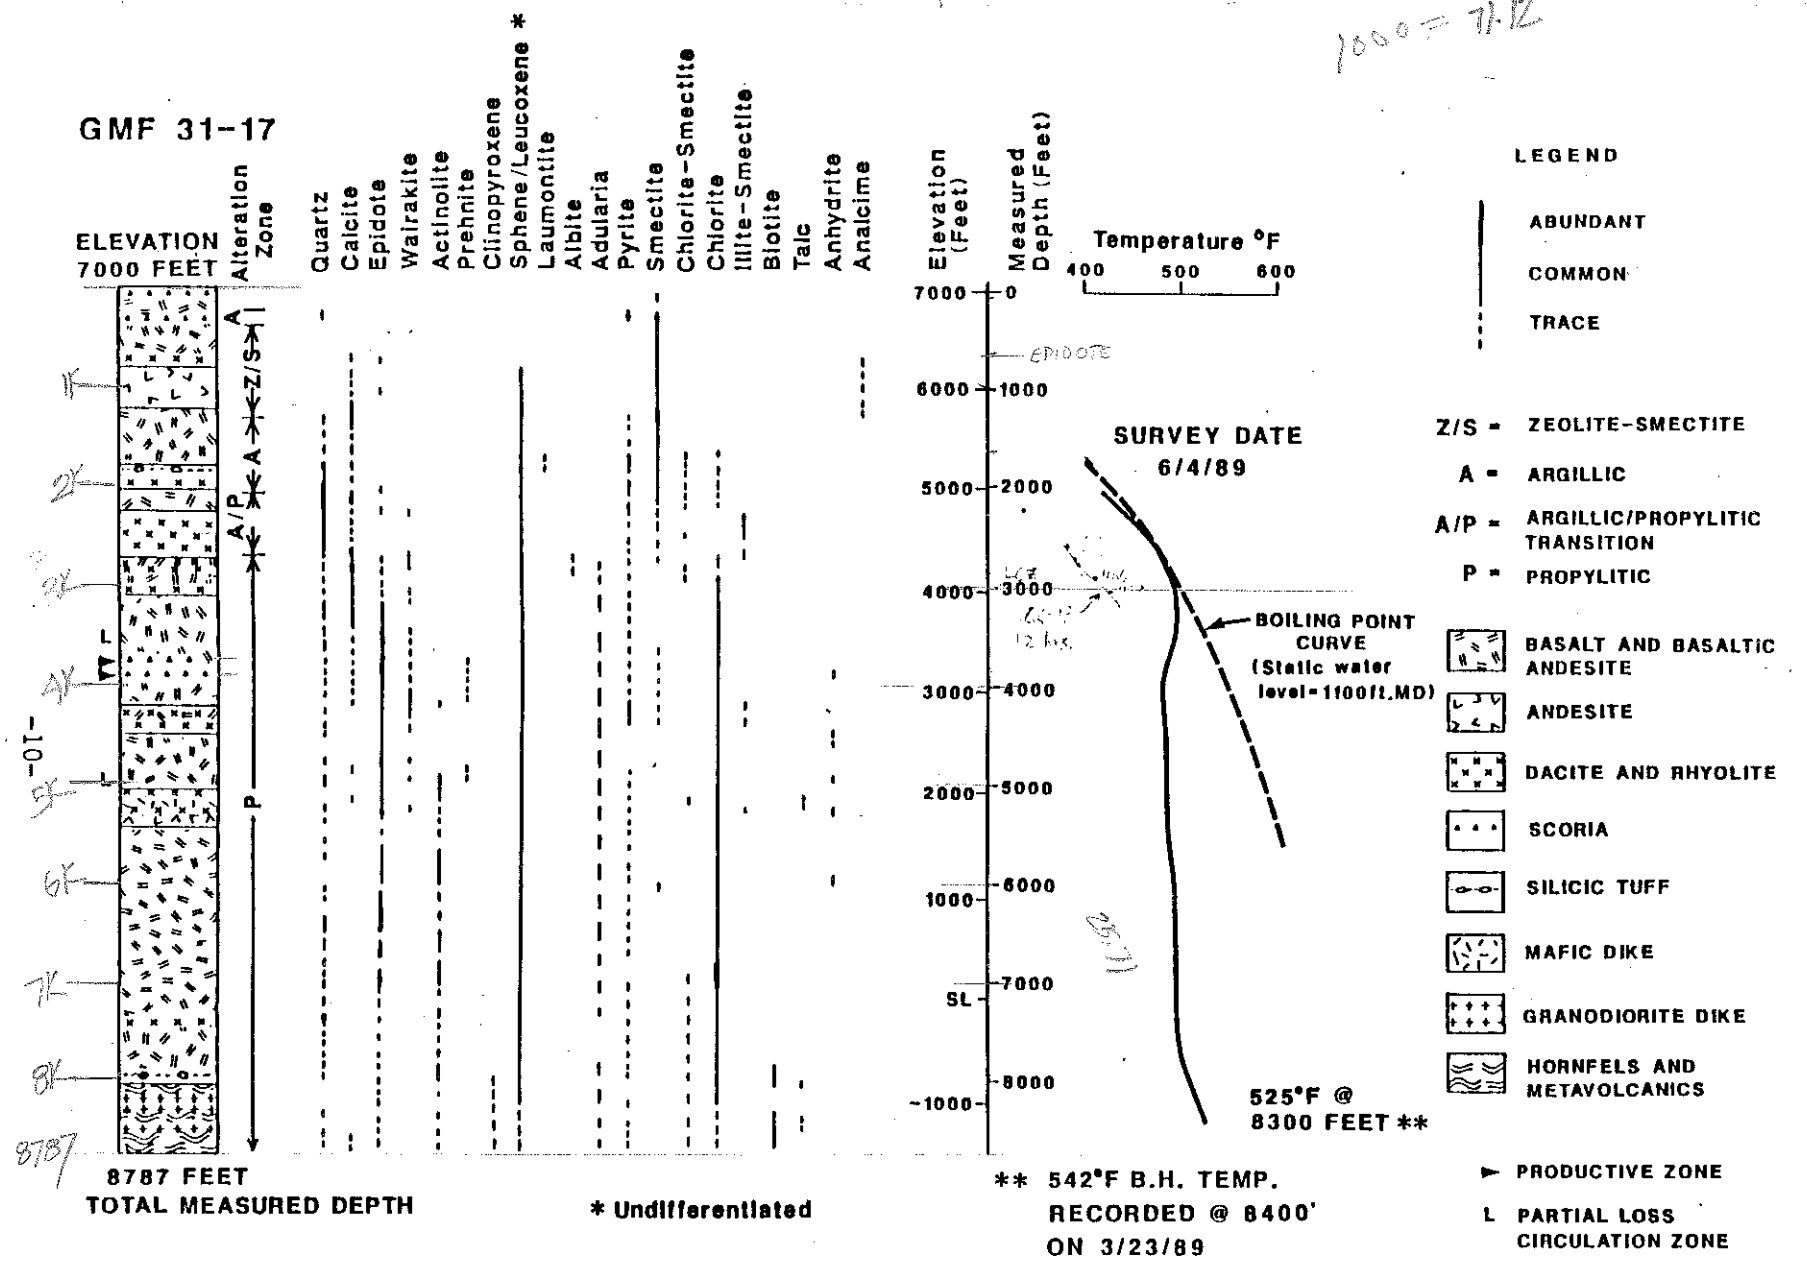 1000 = 71.12
GMF 31-17
ELEVATION
7000 FEET
Alteration
Zone
Quartz
Calcite
Epidote
Wairakite
Actinolite
Prehnite
Clinopyroxene
Sphene/Leucoxene *
Laumontite
Albite
Adularia
Pyrite
Smectite
Chlorite-Smectite
Chlorite
Illite-Smectite
Biotite
Talc
Anhydrite
Analcime
Elevation
(Feet)
Measured
Depth (Feet)
Temperature °F
400 500 600
7000 0
EPIDOTE
6000 1000
5000 2000
4000 3000
3000 4000
2000 5000
1000 6000
SL 7000
8000
-1000
A
Z/S
A
A/P
P
1K
2K
4K
5K
6K
7K
8K
8787
L
L
-10-
SURVEY DATE
6/4/89
12 hrs.
BOILING POINT
CURVE
(Static water
level=1100ft.MD)
525°F @
8300 FEET **
8787 FEET
TOTAL MEASURED DEPTH
* Undifferentiated
** 542°F B.H. TEMP.
RECORDED @ 8400'
ON 3/23/89
LEGEND
ABUNDANT
COMMON
TRACE
Z/S = ZEOLITE-SMECTITE
A = ARGILLIC
A/P = ARGILLIC/PROPYLITIC
TRANSITION
P = PROPYLITIC
BASALT AND BASALTIC
ANDESITE
ANDESITE
DACITE AND RHYOLITE
SCORIA
SILICIC TUFF
MAFIC DIKE
GRANODIORITE DIKE
HORNFELS AND
METAVOLCANICS
PRODUCTIVE ZONE
L PARTIAL LOSS
CIRCULATION ZONE